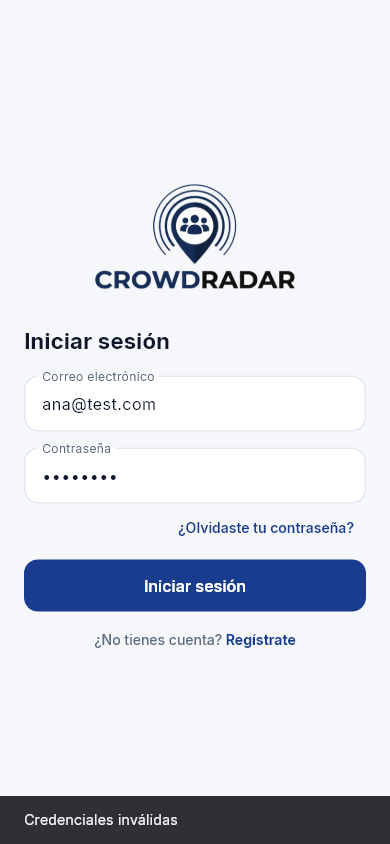 CROWDRADAR
Iniciar sesión
Correo electrónico
ana@test.com
Contraseña
••••••••
¿Olvidaste tu contraseña?
Iniciar sesión
¿No tienes cuenta? Regístrate
Credenciales inválidas